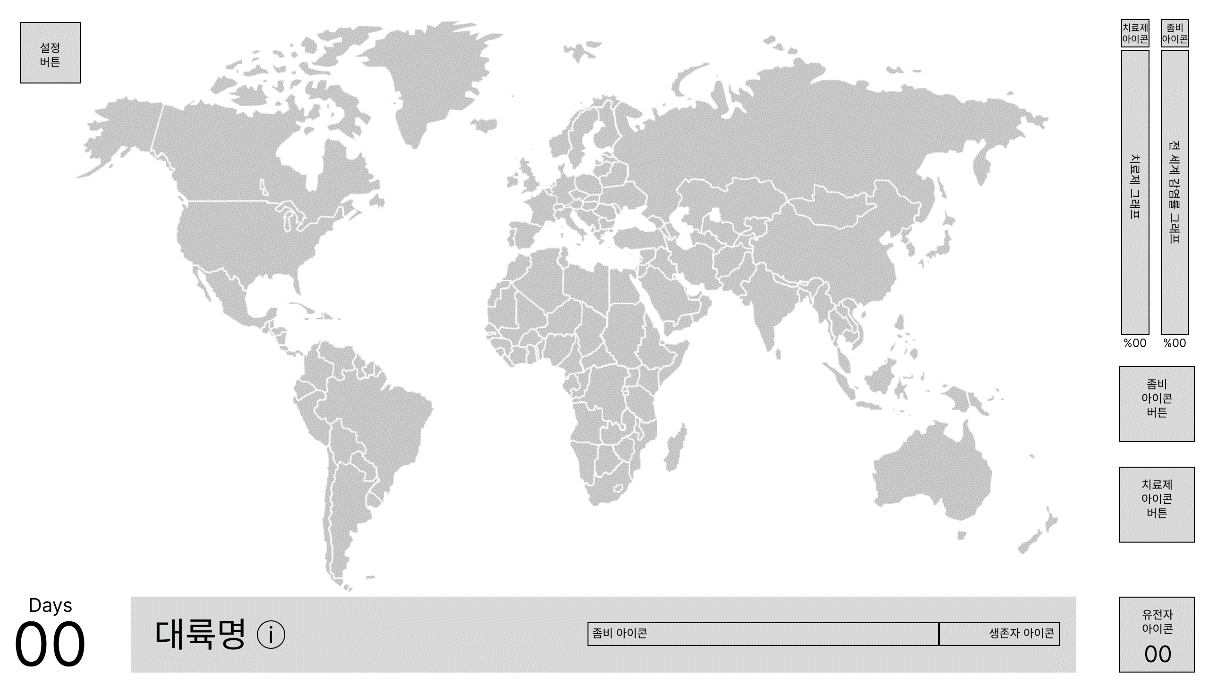 설정
버튼
치료제
아이콘
좀비
아이콘
치료제 그래프
전 세계 감염률 그래프
%00
%00
좀비
아이콘
버튼
치료제
아이콘
버튼
Days
00
대륙명 ⓘ
좀비 아이콘
생존자 아이콘
유전자
아이콘
00